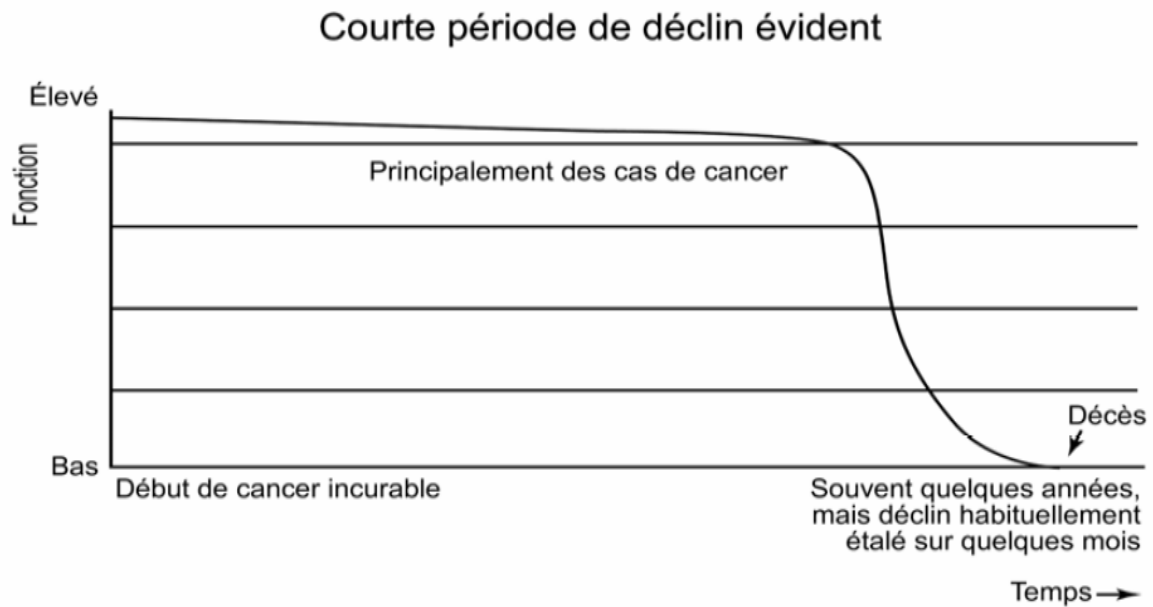 Courte période de déclin évident
Élevé
Fonction
Principalement des cas de cancer
Décès
Bas
Début de cancer incurable
Souvent quelques années,
mais déclin habituellement
étalé sur quelques mois
Temps